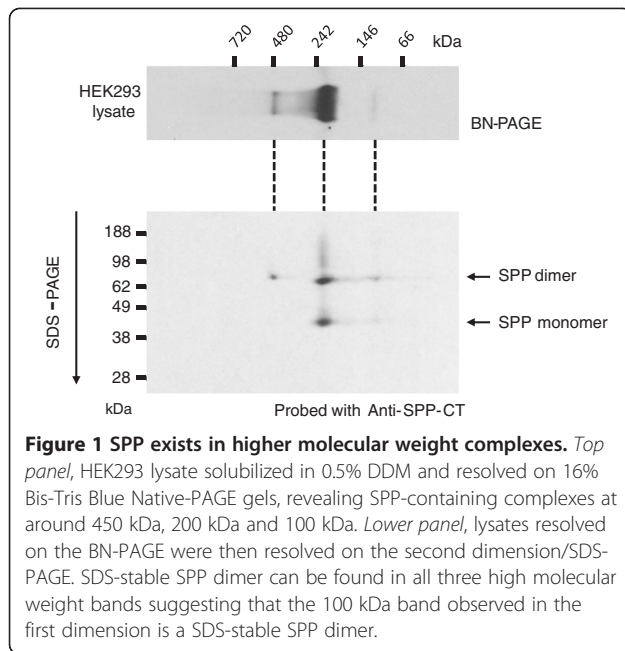 720 480 242 146 66 kDa
HEK293
lysate
BN-PAGE
SDS-PAGE
188
98
62
49
38
28
kDa
SPP dimer
SPP monomer
Probed with Anti-SPP-CT
Figure 1 SPP exists in higher molecular weight complexes. Top
panel, HEK293 lysate solubilized in 0.5% DDM and resolved on 16%
Bis-Tris Blue Native-PAGE gels, revealing SPP-containing complexes at
around 450 kDa, 200 kDa and 100 kDa. Lower panel, lysates resolved
on the BN-PAGE were then resolved on the second dimension/SDS-
PAGE. SDS-stable SPP dimer can be found in all three high molecular
weight bands suggesting that the 100 kDa band observed in the
first dimension is a SDS-stable SPP dimer.